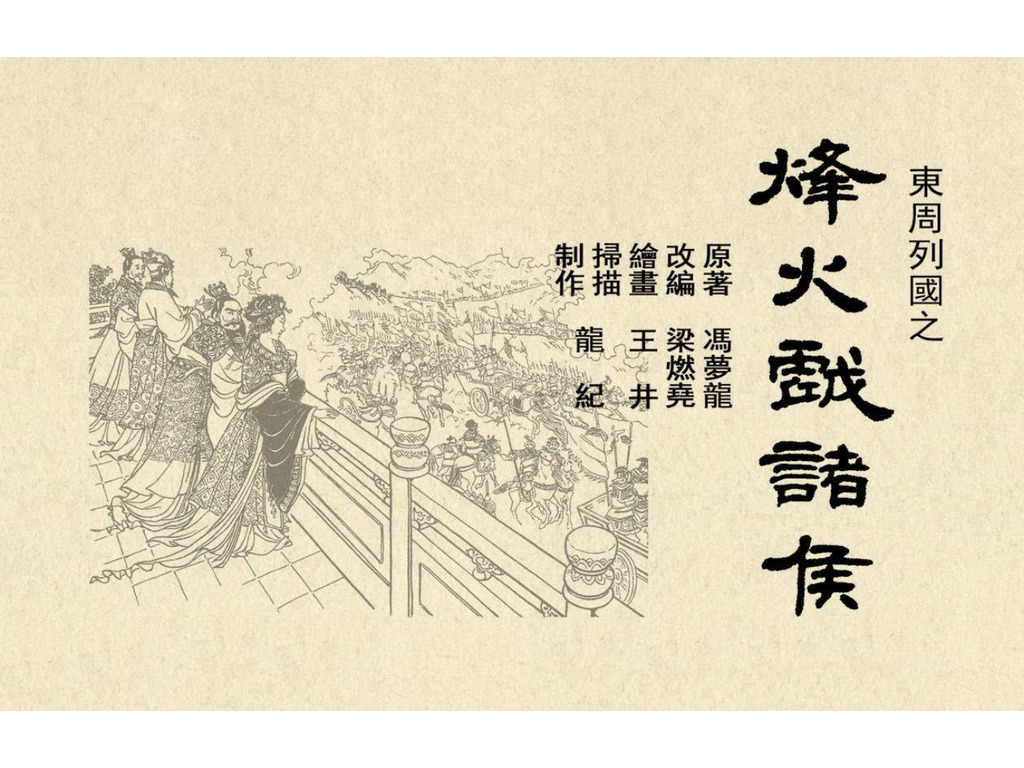 東周列國之
烽火戲諸侯
原著 馮夢龍
改編 梁燃堯
繪畫 王井
掃描
制作 龍紀